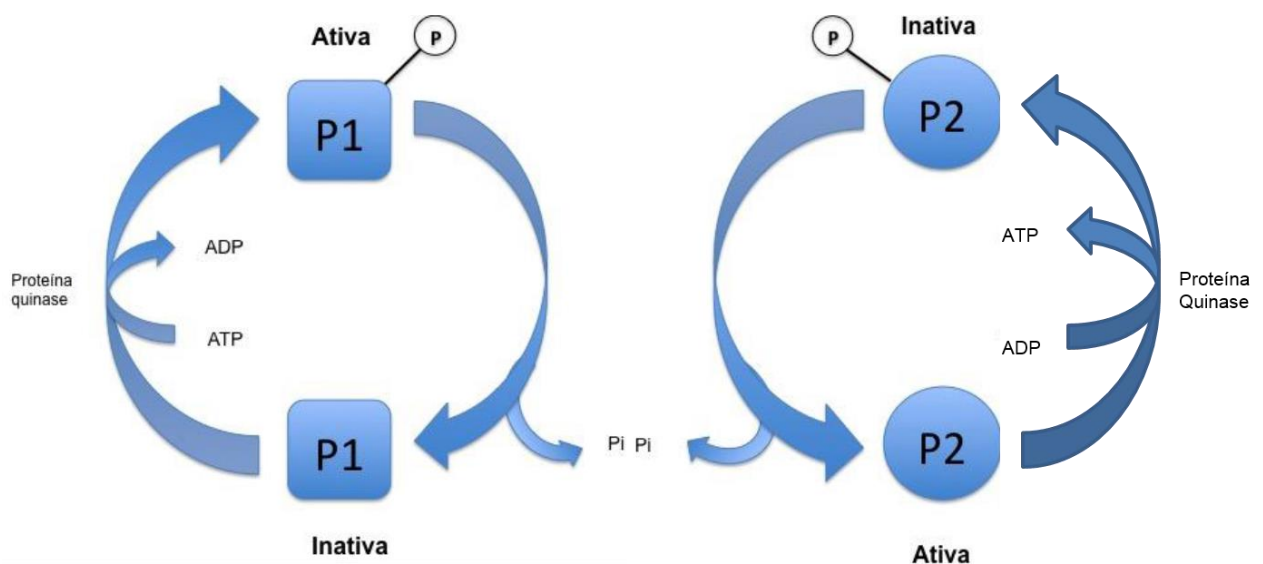 Ativa
P
P1
ADP
Proteína
quinase
ATP
P1
Inativa
Pi Pi
Inativa
P
P2
ATP
Proteína
Quinase
ADP
P2
Ativa